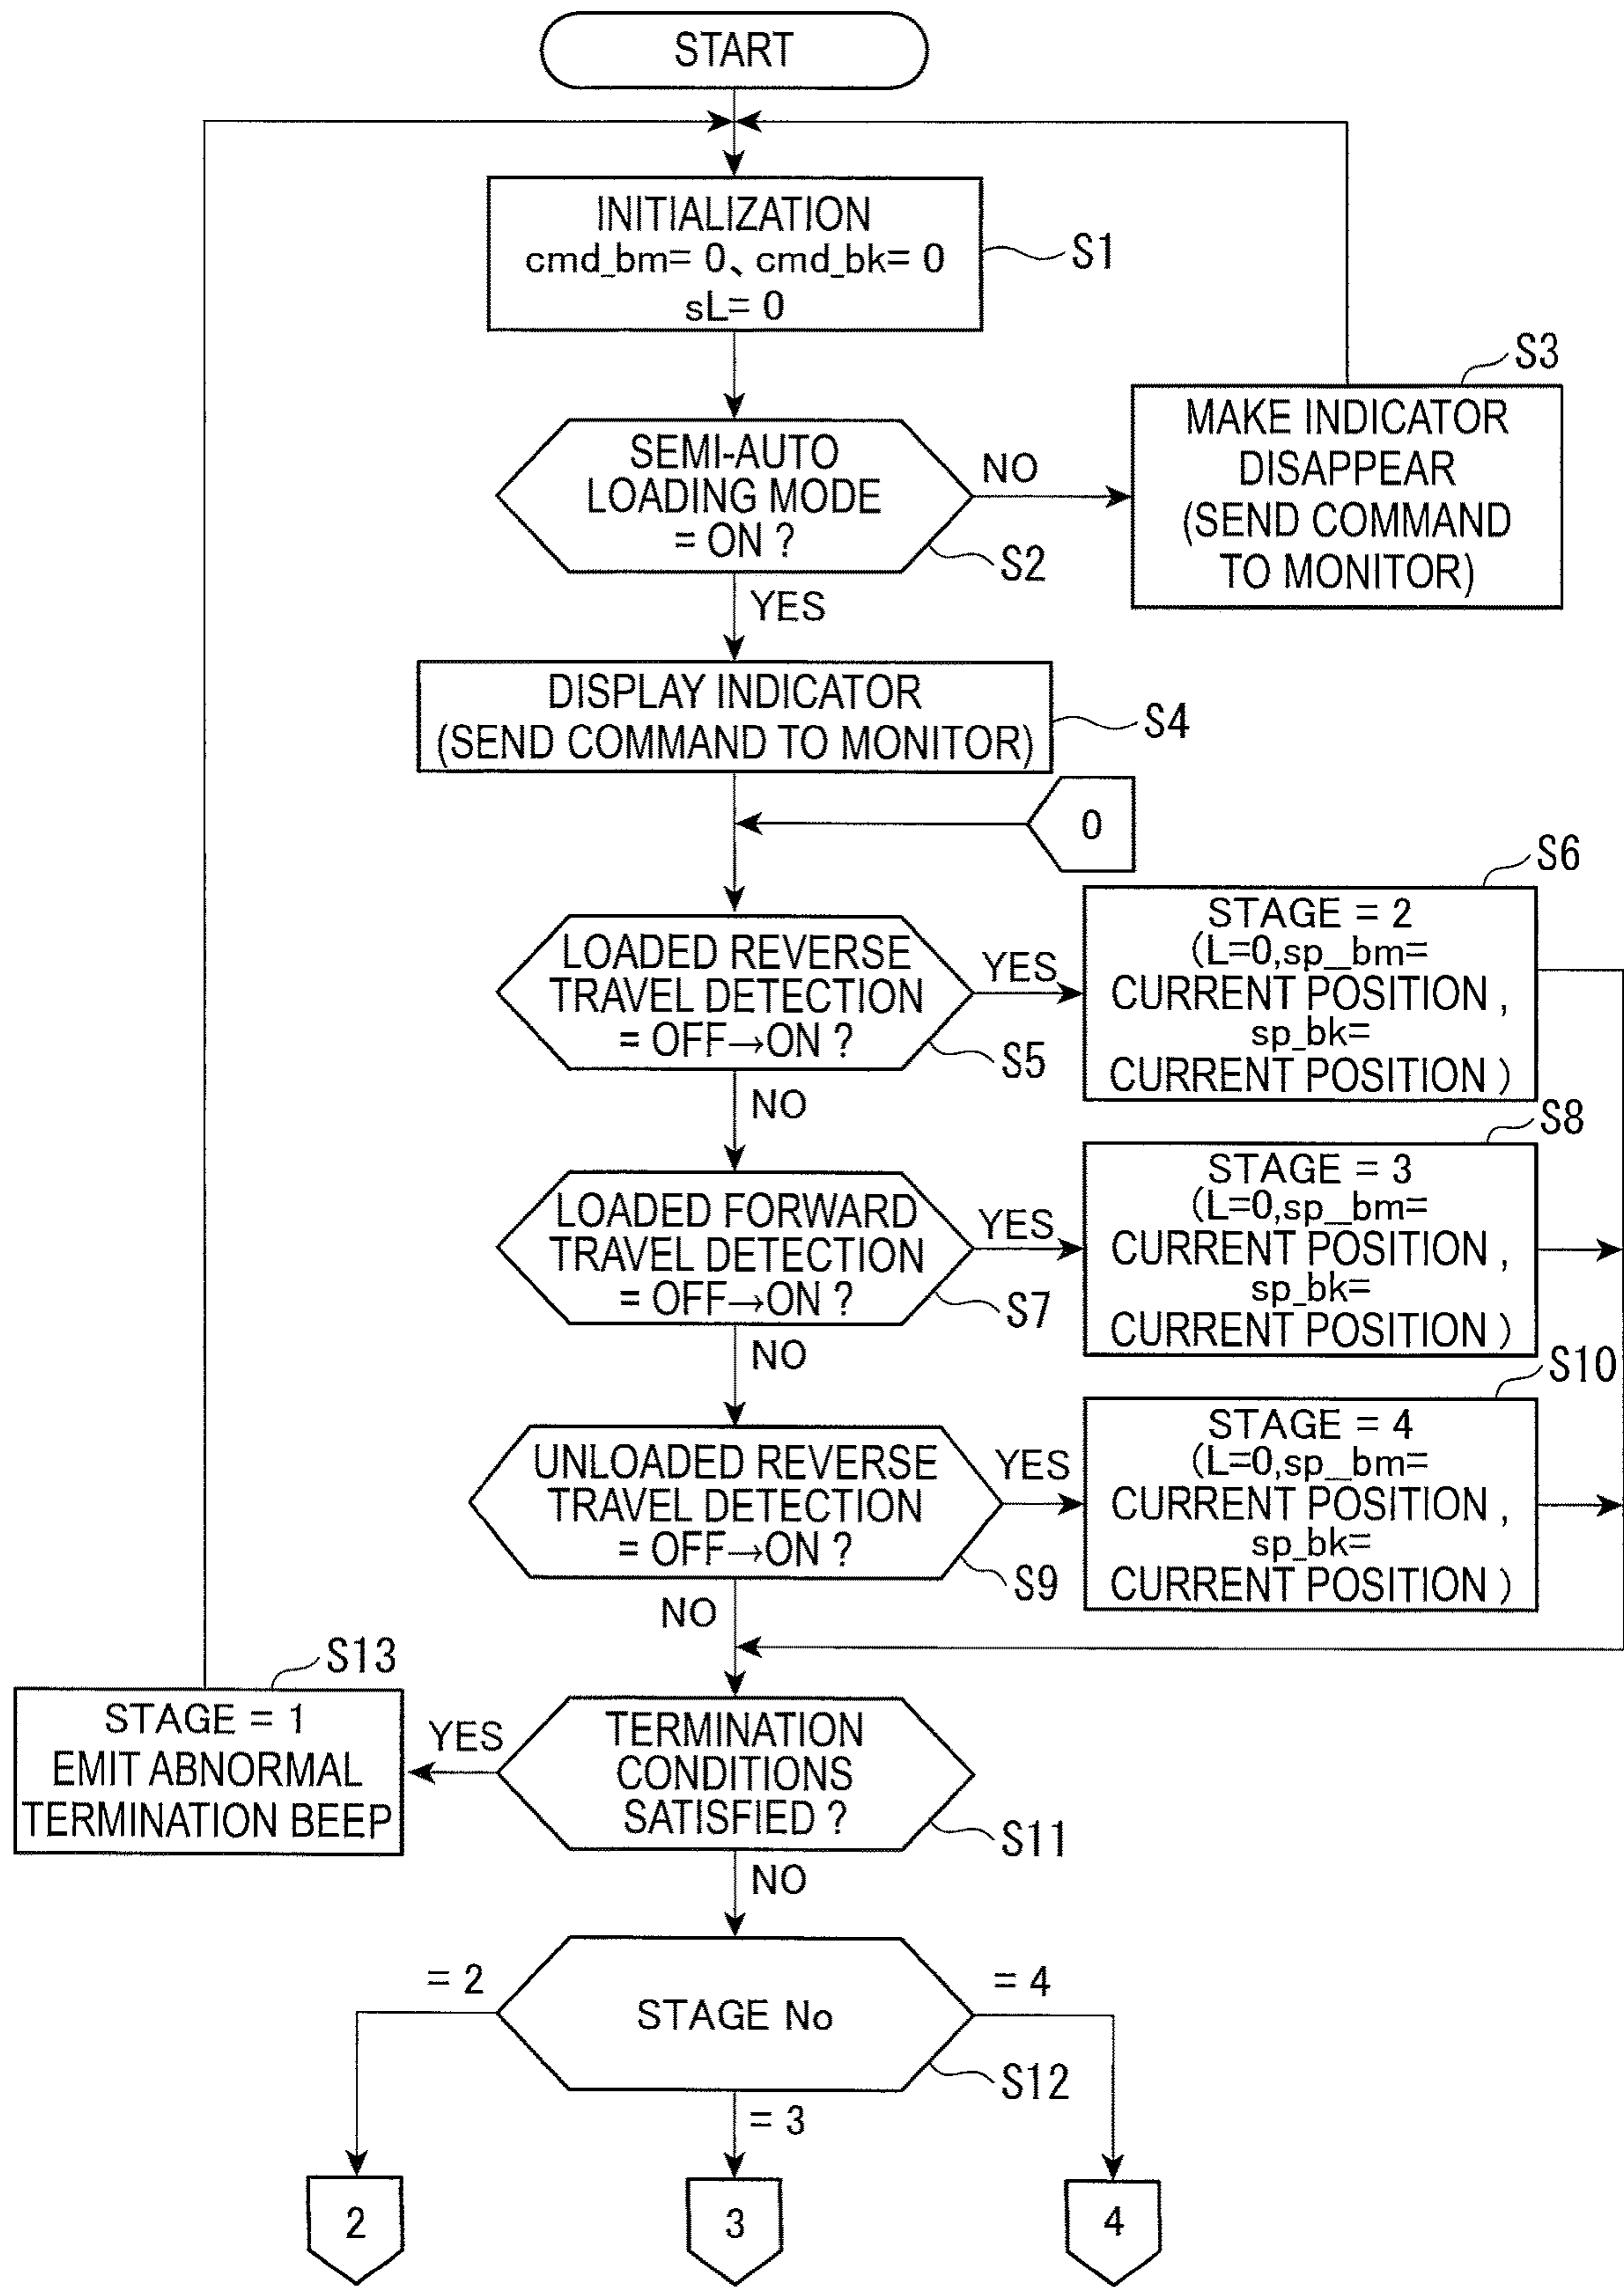 START
INITIALIZATION
cmd_bm= 0、cmd_bk= 0
sL= 0
S1
SEMI-AUTO
LOADING MODE
= ON ?
S2
NO
YES
S3
MAKE INDICATOR
DISAPPEAR
(SEND COMMAND
TO MONITOR)
DISPLAY INDICATOR
(SEND COMMAND TO MONITOR)
S4
0
LOADED REVERSE
TRAVEL DETECTION
= OFF→ON ?
S5
YES
NO
S6
STAGE = 2
(L=0,sp_bm=
CURRENT POSITION ,
sp_bk=
CURRENT POSITION )
LOADED FORWARD
TRAVEL DETECTION
= OFF→ON ?
S7
YES
NO
S8
STAGE = 3
(L=0,sp_bm=
CURRENT POSITION ,
sp_bk=
CURRENT POSITION )
UNLOADED REVERSE
TRAVEL DETECTION
= OFF→ON ?
S9
YES
NO
S10
STAGE = 4
(L=0,sp_bm=
CURRENT POSITION ,
sp_bk=
CURRENT POSITION )
TERMINATION
CONDITIONS
SATISFIED ?
S11
YES
NO
S13
STAGE = 1
EMIT ABNORMAL
TERMINATION BEEP
STAGE No
S12
= 2
= 3
= 4
2
3
4